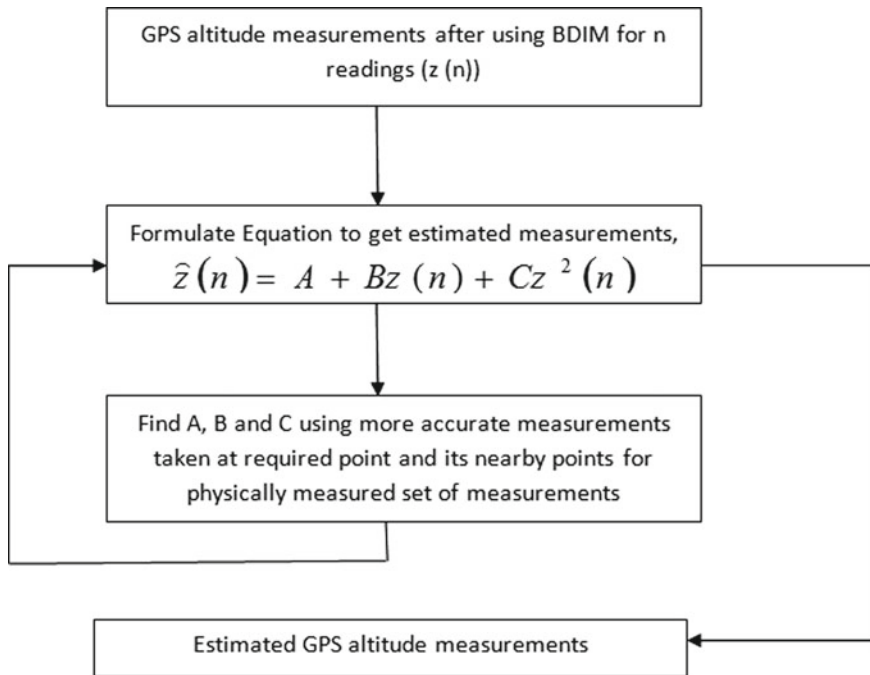 GPS altitude measurements after using BDIM for n
readings (z (n))
Formulate Equation to get estimated measurements,
ẑ(n) = A + Bz (n) + Cz ² (n)
Find A, B and C using more accurate measurements
taken at required point and its nearby points for
physically measured set of measurements
Estimated GPS altitude measurements